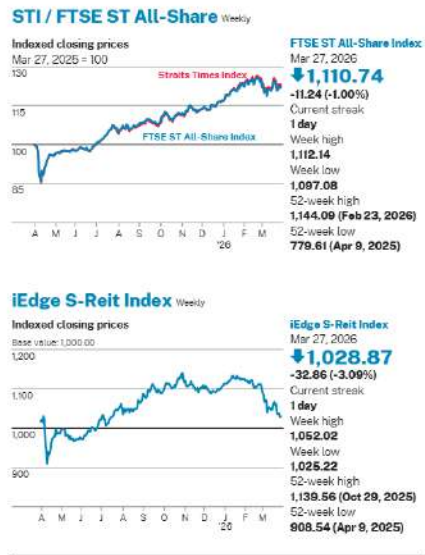 STI / FTSE ST All-Share Weekly
Indexed closing prices
Mar 27, 2025 = 100
130
115
100
85
Straits Times Index
FTSE ST All-Share Index
A M J J A S O N D J F M
'26
FTSE ST All-Share Index
Mar 27, 2026
1,110.74
-11.24 (-1.00%)
Current streak
1 day
Week high
1,112.14
Week low
1,097.08
52-week high
1,144.09 (Feb 23, 2026)
52-week low
779.61 (Apr 9, 2025)
iEdge S-Reit Index Weekly
Indexed closing prices
Base value: 1,000.00
1,200
1,100
1,000
900
A M J J A S O N D J F M
'26
iEdge S-Reit Index
Mar 27, 2026
1,028.87
-32.86 (-3.09%)
Current streak
1 day
Week high
1,052.02
Week low
1,025.22
52-week high
1,139.56 (Oct 29, 2025)
52-week low
908.54 (Apr 9, 2025)